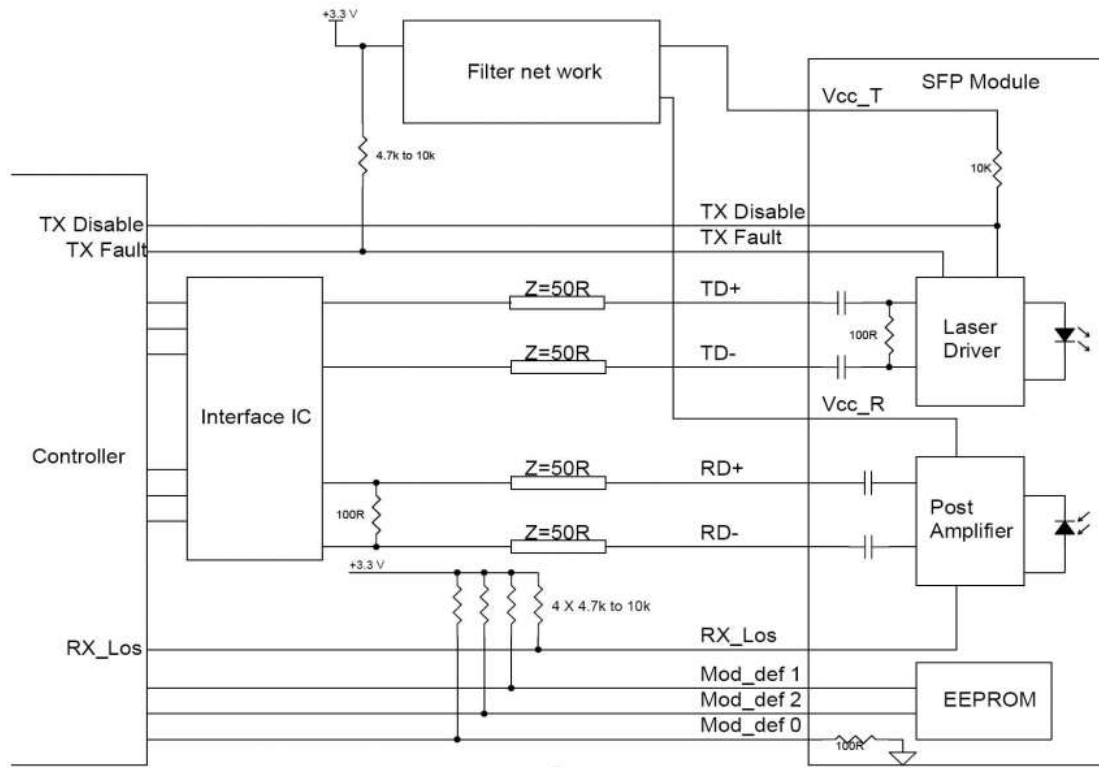 +3.3 V
Filter net work
SFP Module
Vcc_T
4.7k to 10k
10K
TX Disable
TX Disable
TX Fault
TX Fault
Z=50R
TD+
100R
Laser
Driver
Z=50R
TD-
Vcc_R
Interface IC
Controller
Z=50R
RD+
100R
Post
Amplifier
Z=50R
RD-
+3.3 V
4 X 4.7k to 10k
RX_Los
RX_Los
Mod_def 1
Mod_def 2
EEPROM
Mod_def 0
100R